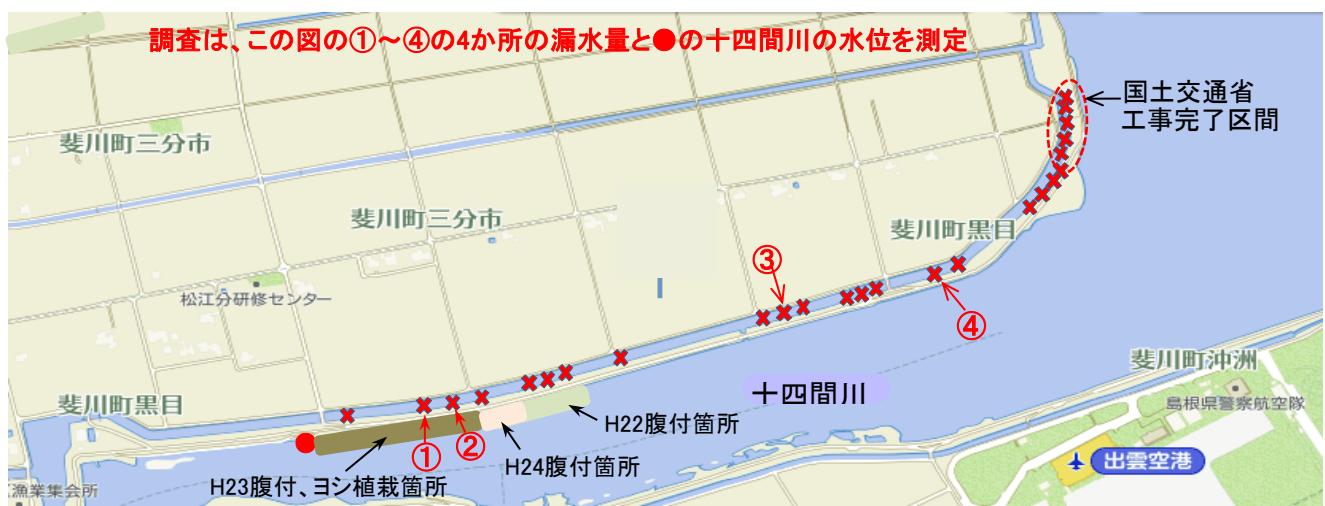 調査は、この図の①～④の4か所の漏水量と●の十四間川の水位を測定
国土交通省
工事完了区間
斐川町三分市
斐川町三分市
斐川町黒目
③
松江分研修センター
④
斐川町沖洲
十四間川
斐川町黒目
島根県警察航空隊
H22腹付箇所
①
②
H24腹付箇所
出雲空港
H23腹付、ヨシ植栽箇所
漁業集会所